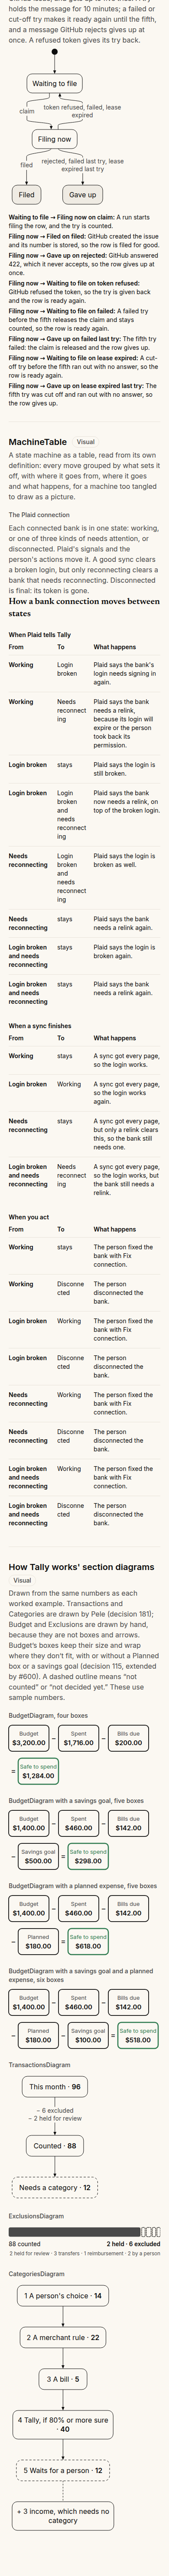 holds the message for 10 minutes; a failed or
cut-off try makes it ready again until the fifth,
and a message GitHub rejects gives up at
once. A refused token gives its try back.
Waiting to file
claim
token refused, failed, lease
expired
Filing now
filed
rejected, failed last try, lease
expired last try
Filed
Gave up
Waiting to file → Filing now on claim: A run starts
filing the row, and the try is counted.
Filing now → Filed on filed: GitHub created the issue
and its number is stored, so the row is filed for good.
Filing now → Gave up on rejected: GitHub answered
422, which it never accepts, so the row gives up at
once.
Filing now → Waiting to file on token refused:
GitHub refused the token, so the try is given back
and the row is ready again.
Filing now → Waiting to file on failed: A failed try
before the fifth releases the claim and stays
counted, so the row is ready again.
Filing now → Gave up on failed last try: The fifth try
failed: the claim is released and the row gives up.
Filing now → Waiting to file on lease expired: A cut-
off try before the fifth ran out with no answer, so the
row is ready again.
Filing now → Gave up on lease expired last try: The
fifth try was cut off and ran out with no answer, so
the row gives up.
MachineTable
Visual
A state machine as a table, read from its own
definition: every move grouped by what sets it
off, with where it goes from, where it goes
and what happens, for a machine too tangled
to draw as a picture.
The Plaid connection
Each connected bank is in one state: working,
or one of three kinds of needs attention, or
disconnected. Plaid's signals and the
person's actions move it. A good sync clears
a broken login, but only reconnecting clears a
bank that needs reconnecting. Disconnected
is final: its token is gone.
How a bank connection moves between
states
When Plaid tells Tally
From To What happens
Working Login broken Plaid says the bank's login needs signing in again.
Working Needs reconnecting Plaid says the bank needs a relink, because its login will expire or the person took back its permission.
Login broken stays Plaid says the login is still broken.
Login broken Login broken and needs reconnecting Plaid says the bank now needs a relink, on top of the broken login.
Needs reconnecting Login broken and needs reconnecting Plaid says the login is broken as well.
Needs reconnecting stays Plaid says the bank needs a relink again.
Login broken and needs reconnecting stays Plaid says the login is broken again.
Login broken and needs reconnecting stays Plaid says the bank needs a relink again.
When a sync finishes
From To What happens
Working stays A sync got every page, so the login works.
Login broken Working A sync got every page, so the login works again.
Needs reconnecting stays A sync got every page, but only a relink clears this, so the bank still needs one.
Login broken and needs reconnecting Needs reconnecting A sync got every page, so the login works, but the bank still needs a relink.
When you act
From To What happens
Working stays The person fixed the bank with Fix connection.
Working Disconnected The person disconnected the bank.
Login broken Working The person fixed the bank with Fix connection.
Login broken Disconnected The person disconnected the bank.
Needs reconnecting Working The person fixed the bank with Fix connection.
Needs reconnecting Disconnected The person disconnected the bank.
Login broken and needs reconnecting Working The person fixed the bank with Fix connection.
Login broken and needs reconnecting Disconnected The person disconnected the bank.
How Tally works' section diagrams
Visual
Drawn from the same numbers as each
worked example. Transactions and
Categories are drawn by Pele (decision 181);
Budget and Exclusions are drawn by hand,
because they are not boxes and arrows.
Budget's boxes keep their size and wrap
where they don't fit, with or without a Planned
box or a savings goal (decision 115, extended
by #600). A dashed outline means "not
counted" or "not decided yet." These use
sample numbers.
BudgetDiagram, four boxes
Budget $3,200.00 − Spent $1,716.00 − Bills due $200.00
= Safe to spend $1,284.00
BudgetDiagram with a savings goal, five boxes
Budget $1,400.00 − Spent $460.00 − Bills due $142.00
− Savings goal $500.00 = Safe to spend $298.00
BudgetDiagram with a planned expense, five boxes
Budget $1,400.00 − Spent $460.00 − Bills due $142.00
− Planned $180.00 = Safe to spend $618.00
BudgetDiagram with a savings goal and a planned
expense, six boxes
Budget $1,400.00 − Spent $460.00 − Bills due $142.00
− Planned $180.00 − Savings goal $100.00 = Safe to spend $518.00
TransactionsDiagram
This month · 96
− 6 excluded
− 2 held for review
Counted · 88
Needs a category · 12
ExclusionsDiagram
88 counted 2 held · 6 excluded
2 held for review · 3 transfers · 1 reimbursement · 2 by a person
CategoriesDiagram
1 A person's choice · 14
2 A merchant rule · 22
3 A bill · 5
4 Tally, if 80% or more sure
· 40
5 Waits for a person · 12
+ 3 income, which needs no
category